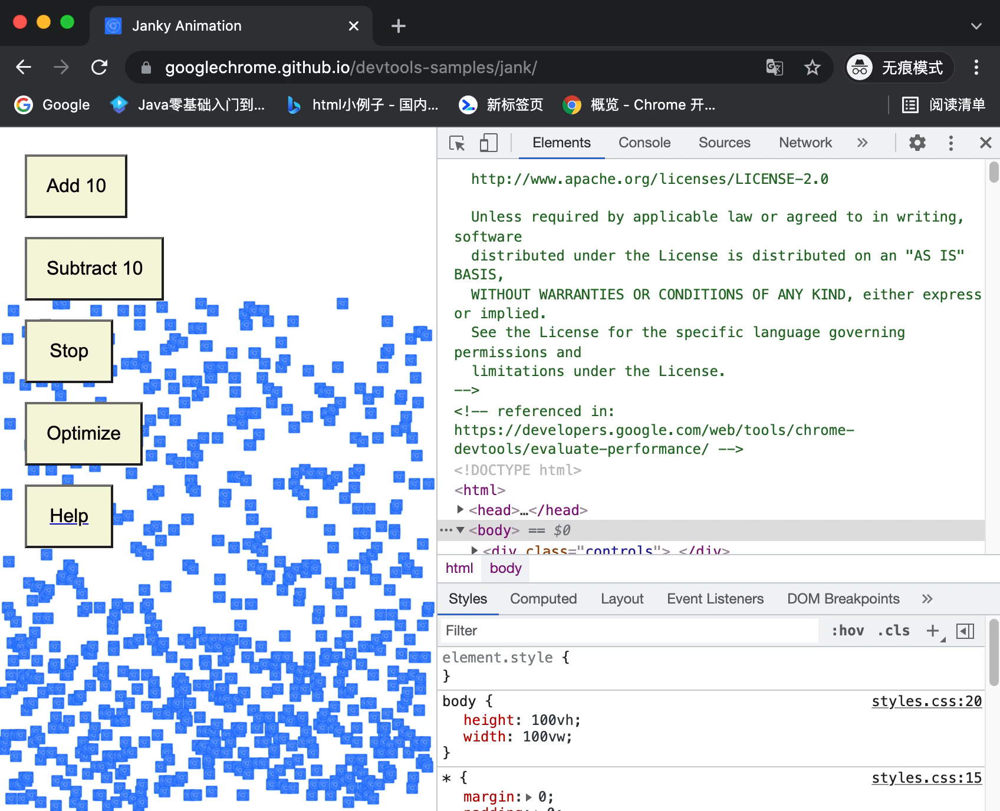 Janky Animation
googlechrome.github.io/devtools-samples/jank/
无痕模式
Google
Java零基础入门到...
html小例子 - 国内...
新标签页
概览 - Chrome 开...
阅读清单
Add 10
Subtract 10
Stop
Optimize
Help
Elements
Console
Sources
Network
http://www.apache.org/licenses/LICENSE-2.0
Unless required by applicable law or agreed to in writing,
software
distributed under the License is distributed on an "AS IS"
BASIS,
WITHOUT WARRANTIES OR CONDITIONS OF ANY KIND, either express
or implied.
See the License for the specific language governing
permissions and
limitations under the License.
-->
<!-- referenced in:
https://developers.google.com/web/tools/chrome-
devtools/evaluate-performance/ -->
<!DOCTYPE html>
<html>
<head>…</head>
<body> == $0
<div class="controls"> </div>
html body
Styles
Computed
Layout
Event Listeners
DOM Breakpoints
Filter
:hov .cls
element.style {
}
body {
styles.css:20
height: 100vh;
width: 100vw;
}
* {
styles.css:15
margin: 0;
padding: 0;